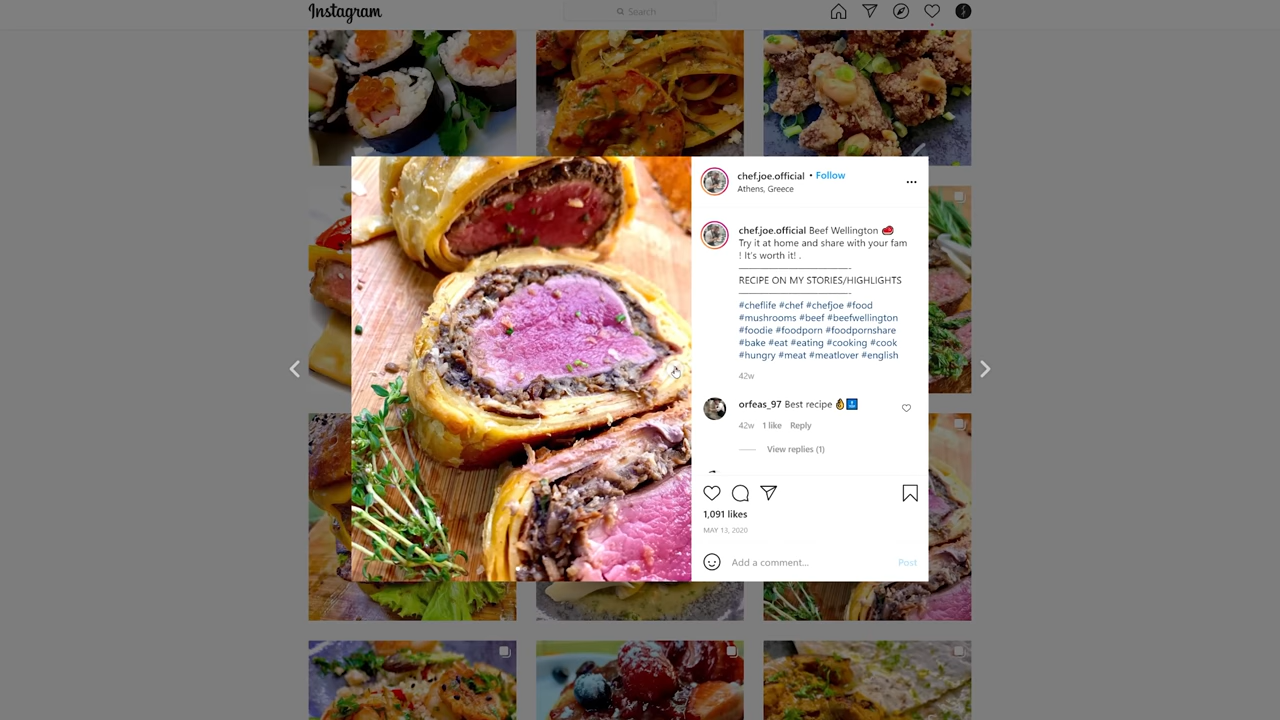 Instagram
Search
chef.joe.official • Follow
Athens, Greece
chef.joe.official Beef Wellington 🥩
Try it at home and share with your fam
! It's worth it! .
RECIPE ON MY STORIES/HIGHLIGHTS
#cheflife #chef #chefjoe #food
#mushrooms #beef #beefwellington
#foodie #foodporn #foodpornshare
#bake #eat #eating #cooking #cook
#hungry #meat #meatlover #english
42w
orfeas_97 Best recipe
42w 1 like Reply
View replies (1)
1,091 likes
MAY 13, 2020
Add a comment... Post